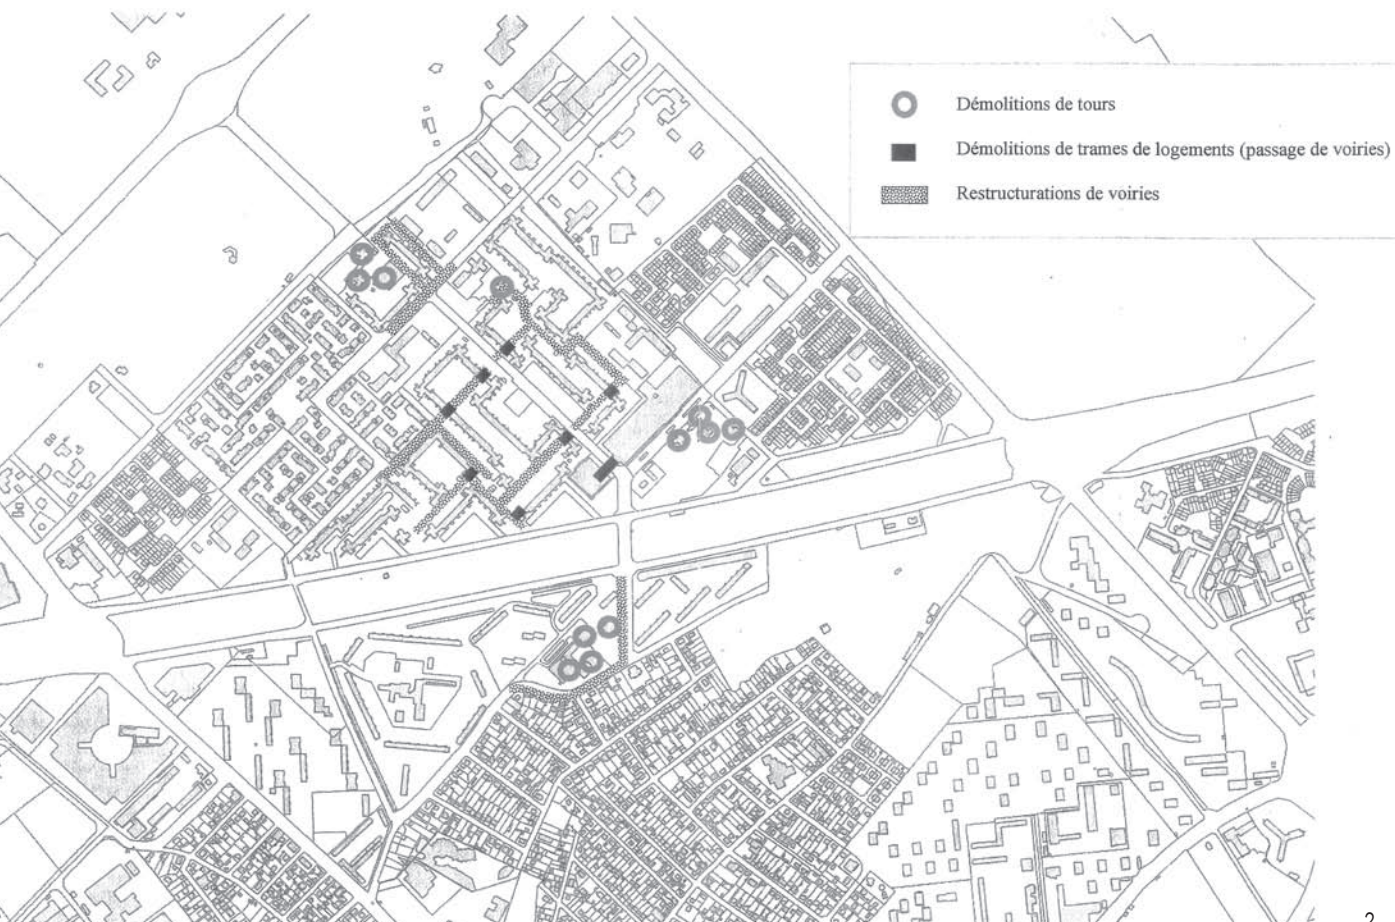 Démolitions de tours
Démolitions de trames de logements (passage de voiries)
Restructurations de voiries
2